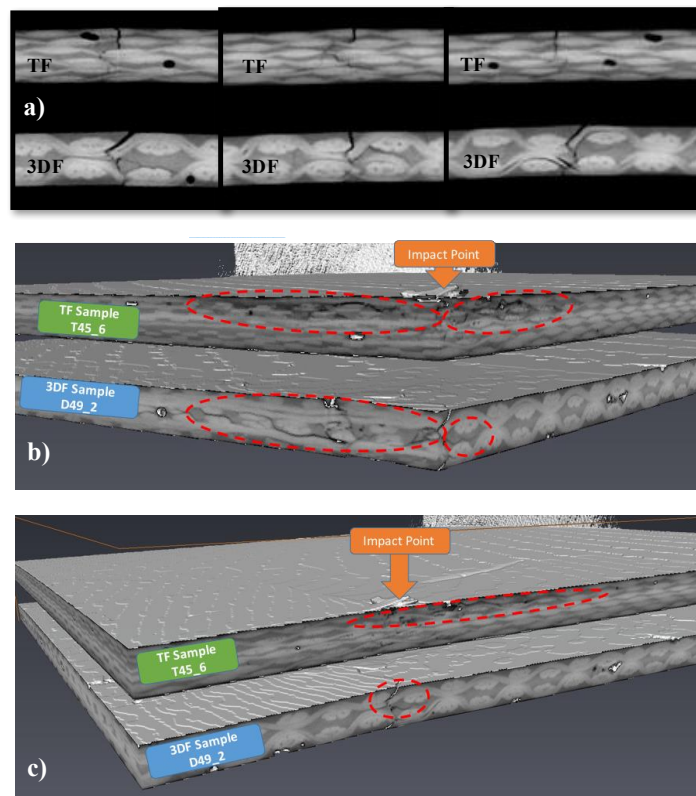 TF
TF
TF
a)
3DF
3DF
3DF
Impact Point
TF Sample
T45_6
3DF Sample
D49_2
b)
Impact Point
TF Sample
T45_6
3DF Sample
D49_2
c)